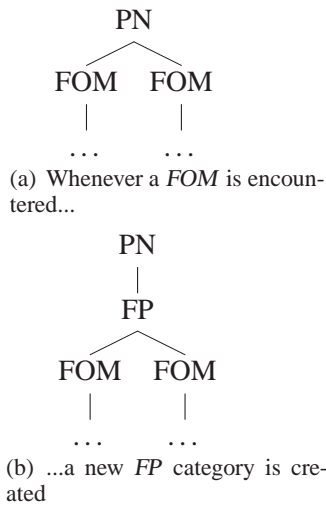 PN
FOM FOM
... ...
(a) Whenever a FOM is encoun-
tered...
PN
FP
FOM FOM
... ...
(b) ...a new FP category is cre-
ated